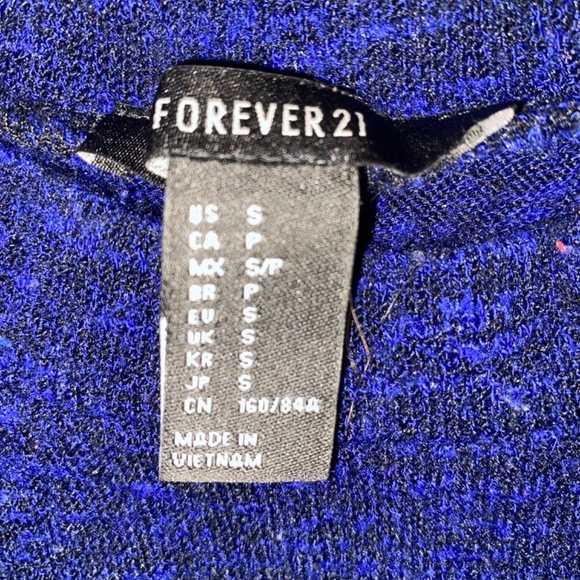 FOREVER 21
US S
CA P
MX S/P
BR P
EU S
UK S
KR S
JP S
CN 160/84A
MADE IN
VIETNAM